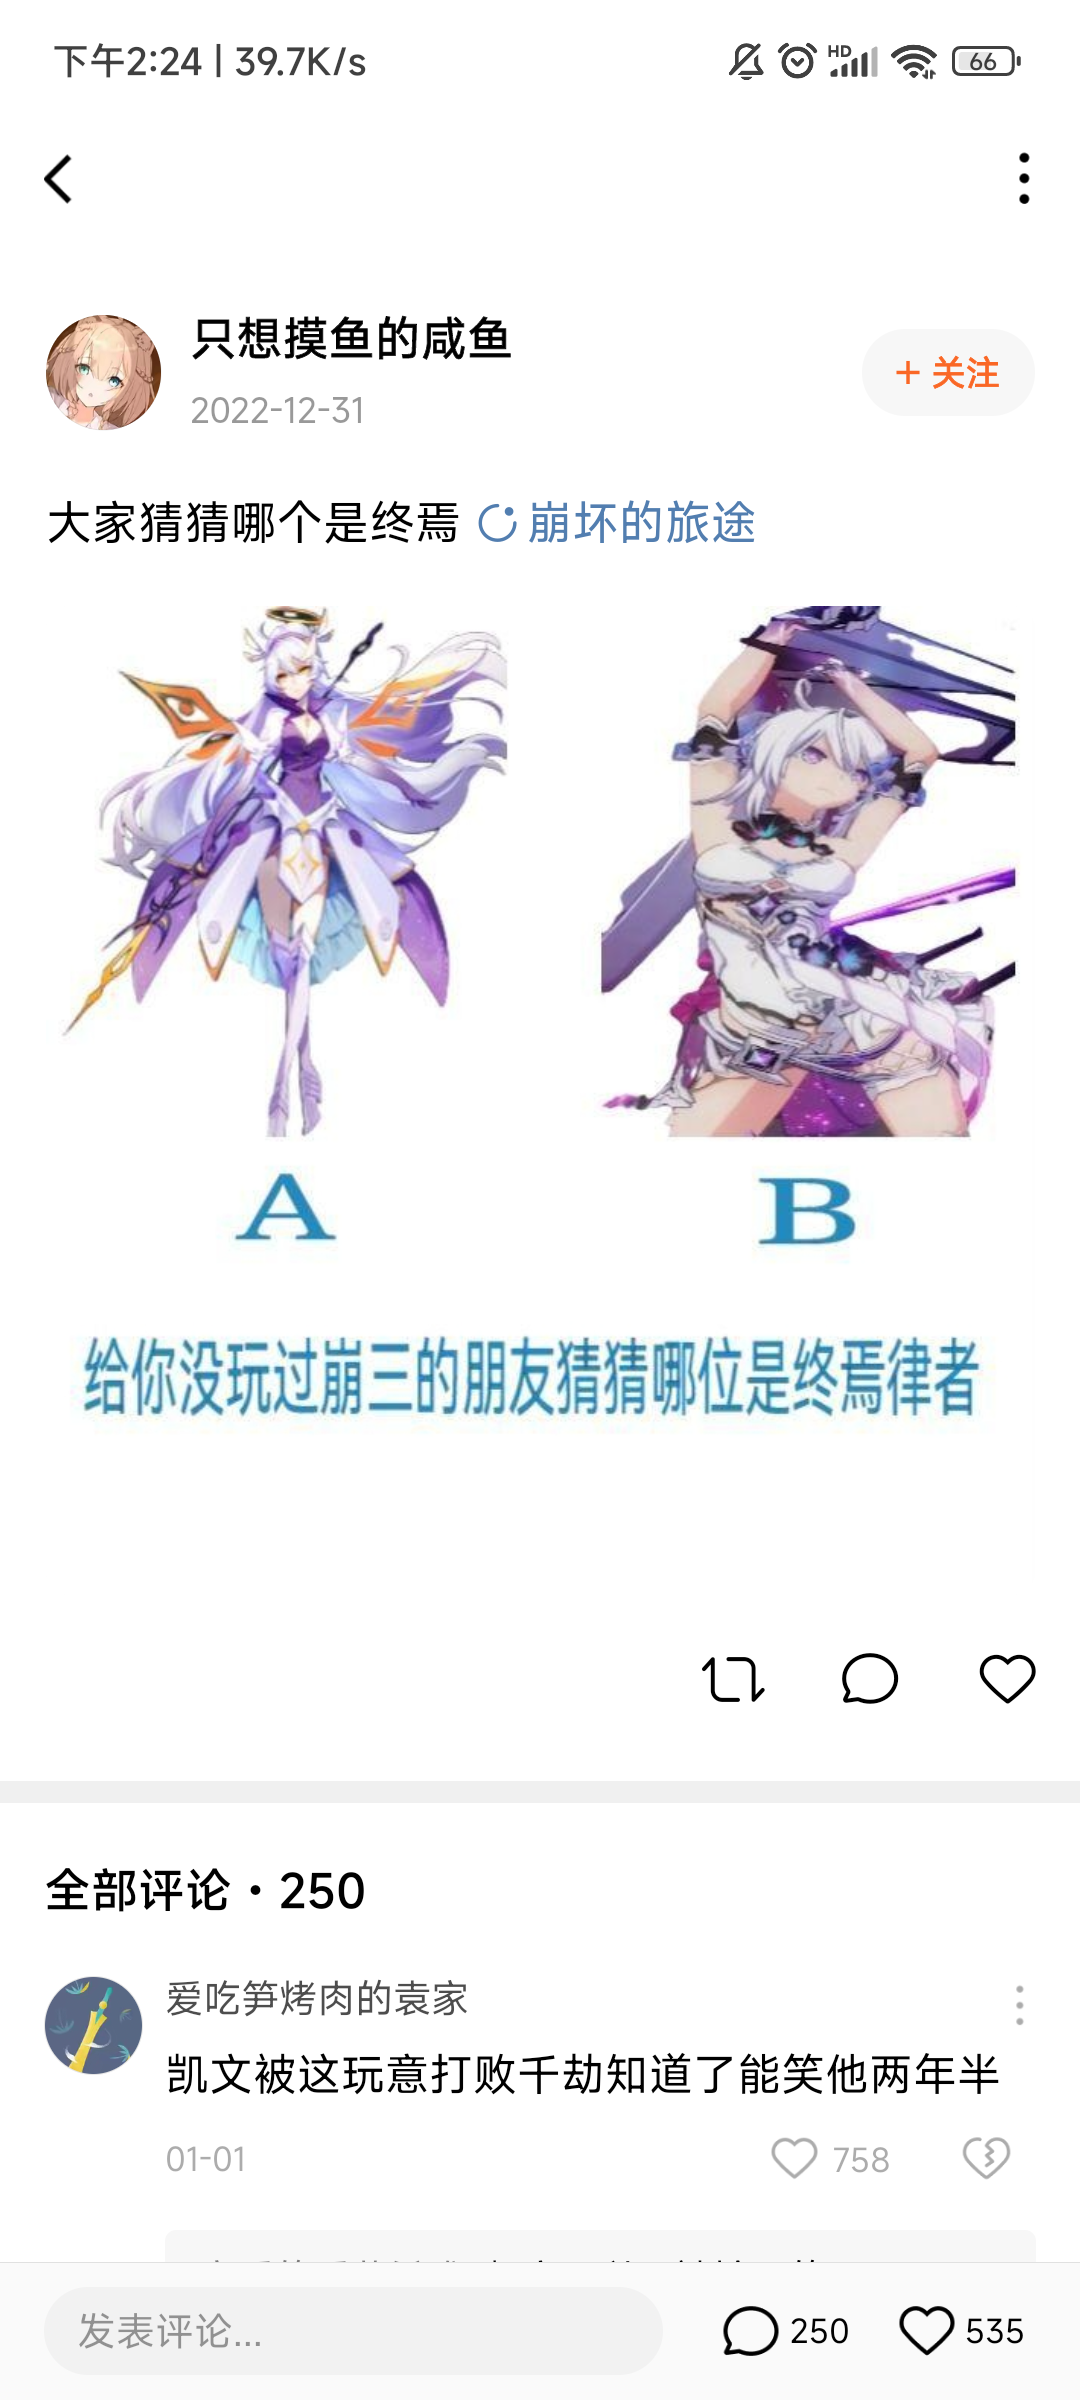 下午2:24 | 39.7K/s
HD
66
只想摸鱼的咸鱼
2022-12-31
+ 关注
大家猜猜哪个是终焉 崩坏的旅途
A
B
给你没玩过崩三的朋友猜猜哪位是终焉律者
全部评论・250
爱吃笋烤肉的袁家
凯文被这玩意打败千劫知道了能笑他两年半
01-01
758
发表评论...
250
535